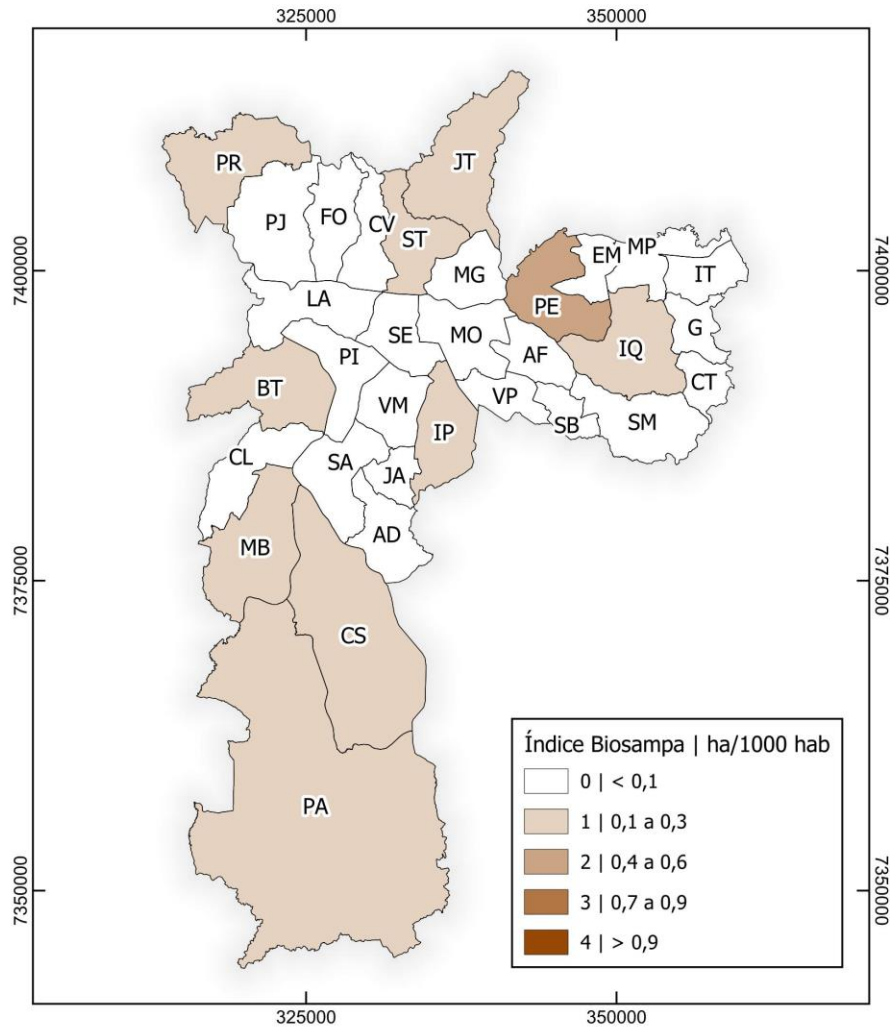 325000 350000
PR
JT
PJ
FO
CV
ST
EM
MP
IT
7400000
7400000
MG
LA
PE
G
SE
MO
IQ
PI
AF
BT
CT
VP
VM
SB
SM
IP
CL
SA
JA
AD
MB
7375000
7375000
CS
PA
Índice Biosampa | ha/1000 hab
0 | < 0,1
1 | 0,1 a 0,3
2 | 0,4 a 0,6
3 | 0,7 a 0,9
4 | > 0,9
7350000
7350000
325000 350000